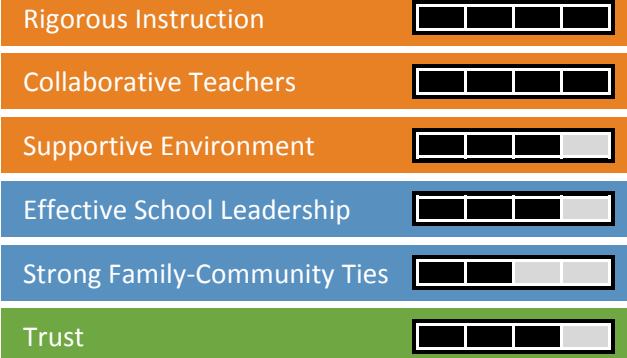 Rigorous Instruction
Collaborative Teachers
Supportive Environment
Effective School Leadership
Strong Family-Community Ties
Trust